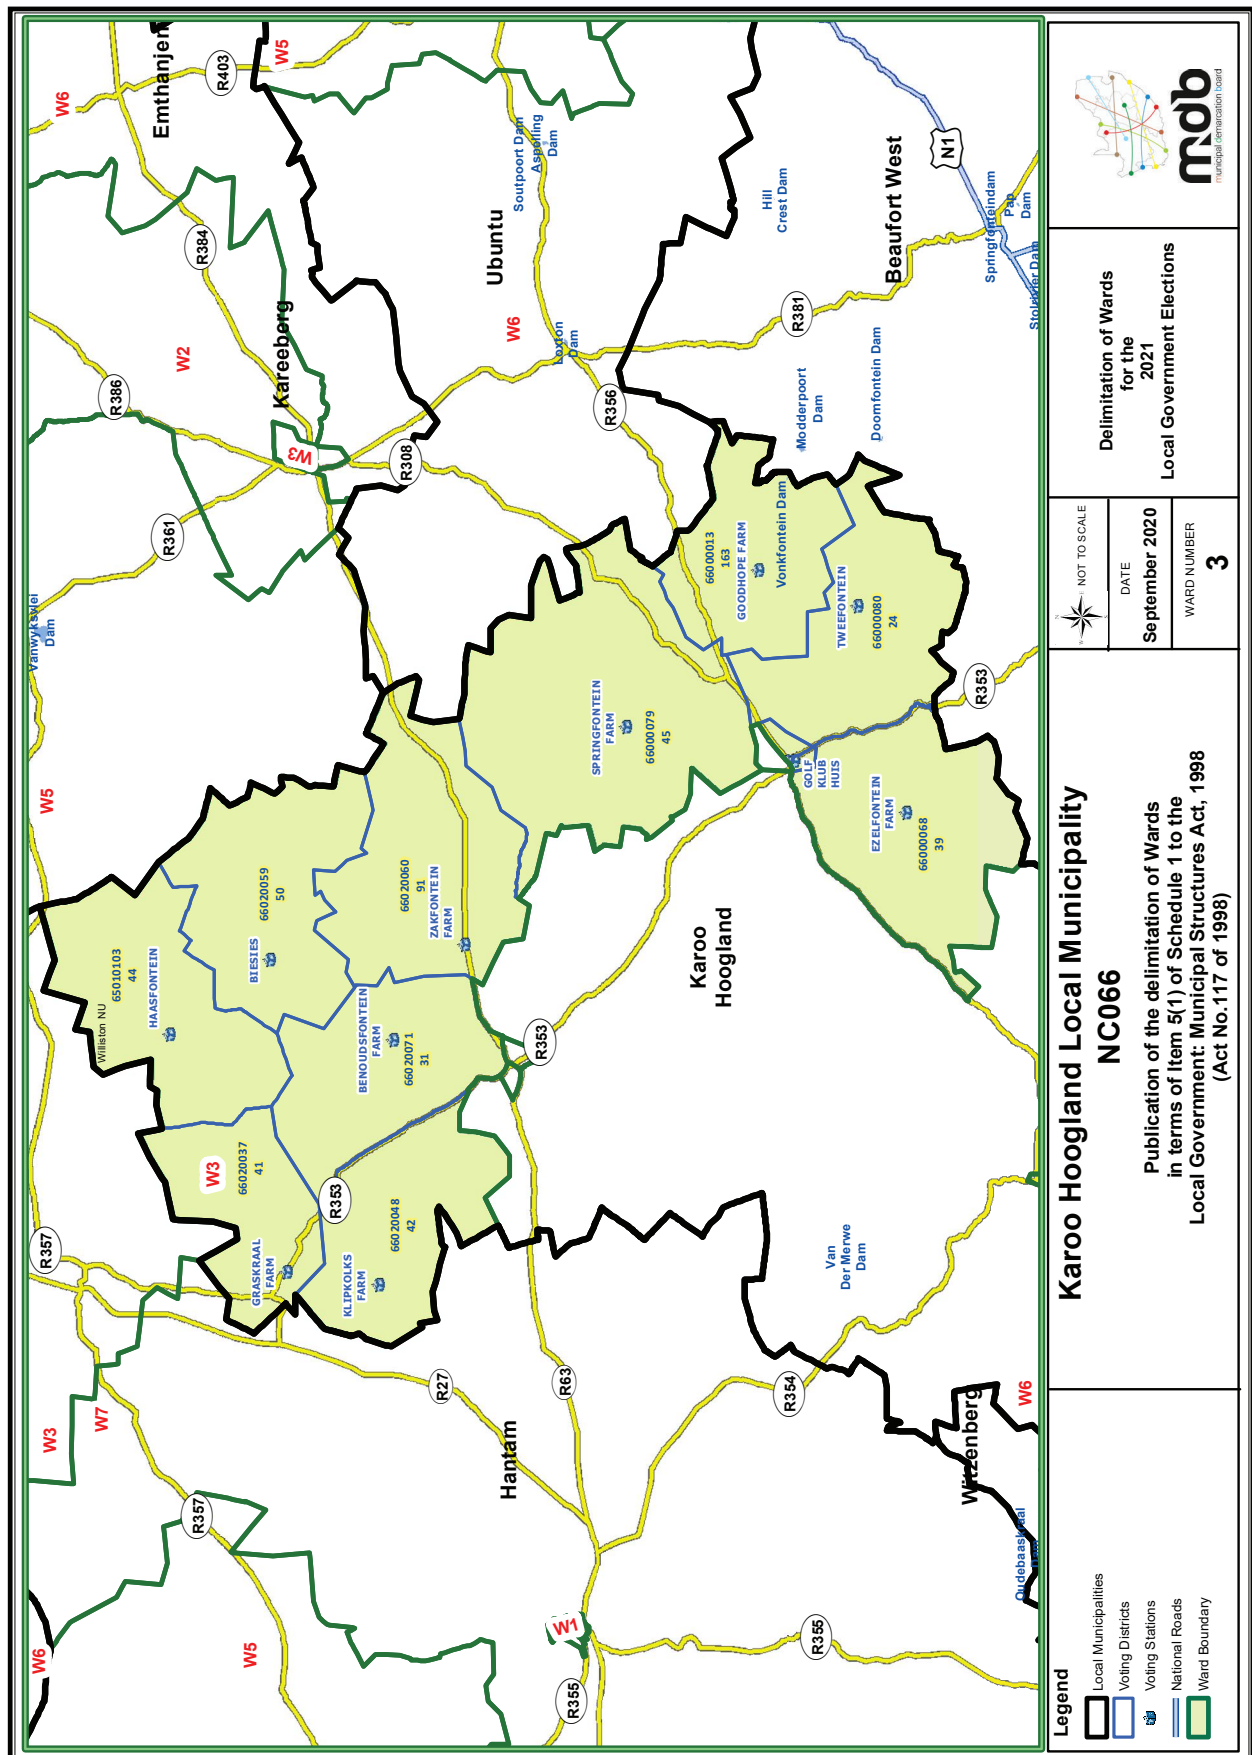 W6
W5
W6
W3
W7
R357
R357
W5
W1
R355
R355
Hantam
R27
R63
R354
Van
Der Merwe
Dam
Witzenberg
W6
Vanwyksvlei
Dam
R361
R386
W2
R384
Kareeberg
W3
R308
W6
Emthanjeni
R403
W5
Ubuntu
Soutpoort Dam
Aspofling
Dam
W6
Loxton
Dam
R356
Hill
Crest Dam
Beaufort West
N1
R381
Springfonteindam
Pap
Dam
Stolrivier Dam
Modderpoort
Dam
Doornfontein Dam
Williston NU
65010103
44
HAASFONTEIN
66020059
50
BIESIES
W3
66020037
41
GRASKRAAL
FARM
R353
66020048
42
KLIPKOLKS
FARM
BENOUDSFONTEIN
FARM
66020071
31
66020060
91
ZAKFONTEIN
FARM
R353
SPRINGFONTEIN
FARM
66000079
45
66000013
163
GOODHOPE FARM
Vonkfontein Dam
TWEEFONTEIN
66000080
24
GOLF
KLUB
HUIS
EZELFONTEIN
FARM
66000068
39
R353
Karoo
Hoogland
Legend
Local Municipalities
Voting Districts
Voting Stations
National Roads
Ward Boundary
Karoo Hoogland Local Municipality
NC066
Publication of the delimitation of Wards
in terms of Item 5(1) of Schedule 1 to the
Local Government: Municipal Structures Act, 1998
(Act No.117 of 1998)
NOT TO SCALE
DATE
September 2020
WARD NUMBER
3
Delimitation of Wards
for the
2021
Local Government Elections
mdb
municipal demarcation board